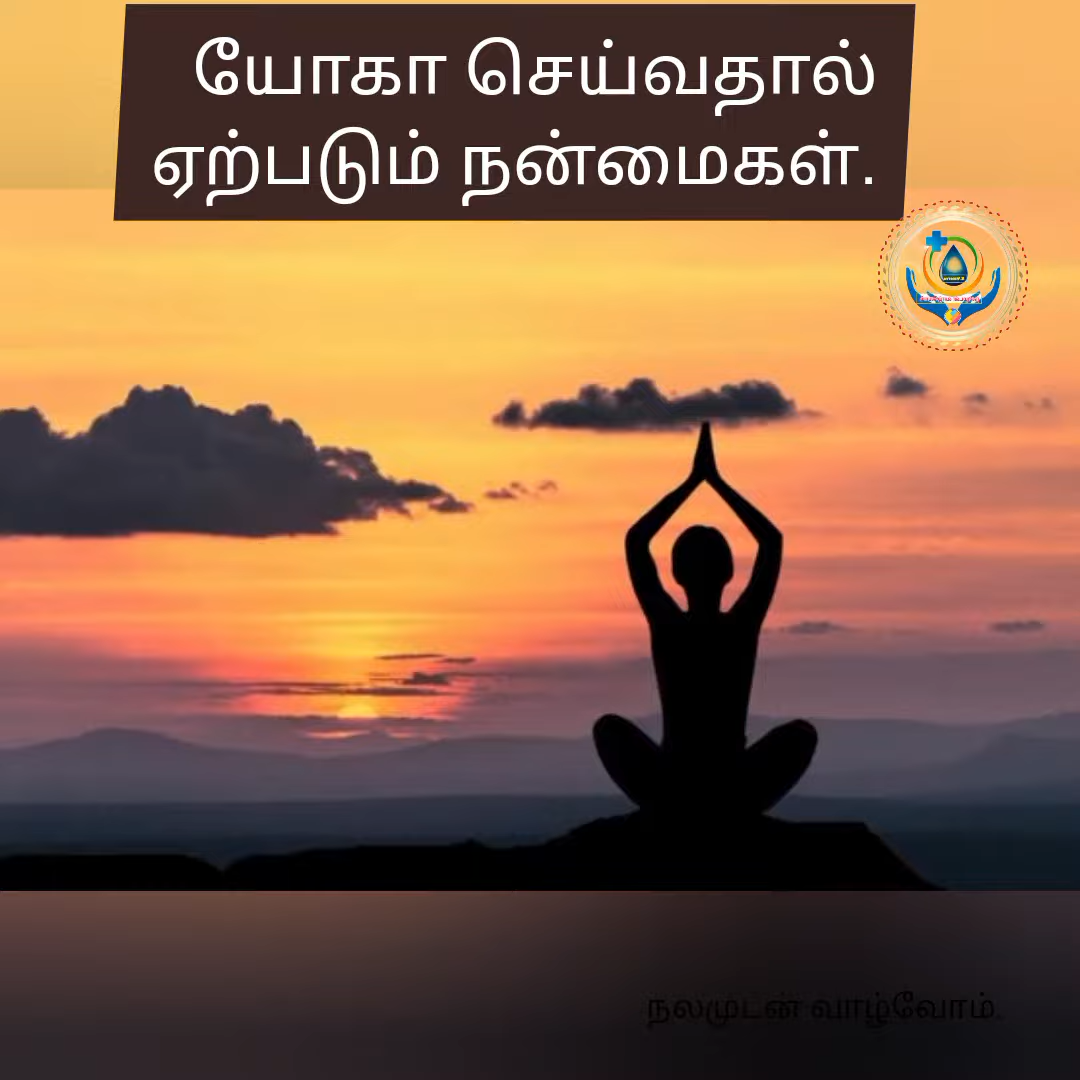 யோகா செய்வதால்
ஏற்படும் நன்மைகள்.
நலமுடன் வாழ்வோம்.